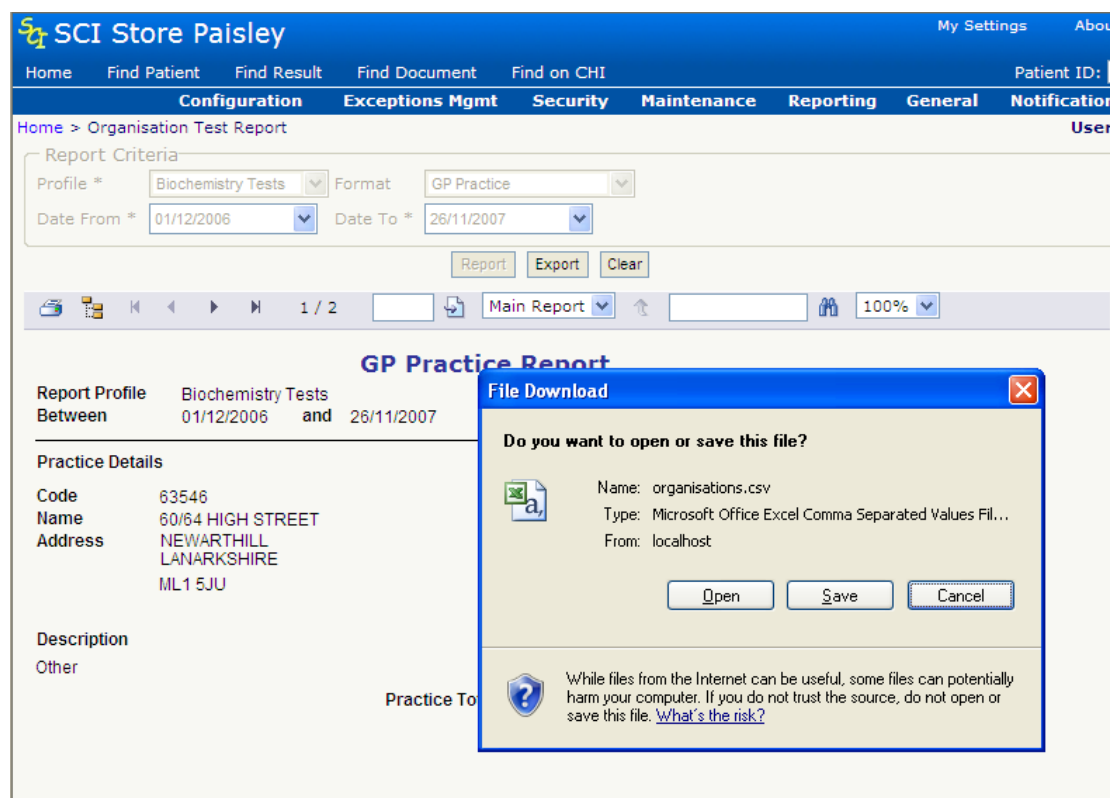 SCI SCI Store Paisley
My Settings Abou
Home Find Patient Find Result Find Document Find on CHI Patient ID:
Configuration Exceptions Mgmt Security Maintenance Reporting General Notification
Home > Organisation Test Report User
Report Criteria
Profile * Biochemistry Tests Format GP Practice
Date From * 01/12/2006 Date To * 26/11/2007
Report Export Clear
1 / 2 Main Report 100%
GP Practice Report
Report Profile Biochemistry Tests
Between 01/12/2006 and 26/11/2007
Practice Details
Code 63546
Name 60/64 HIGH STREET
Address NEWARTHILL
LANARKSHIRE
ML1 5JU
Description
Other
Practice To
File Download
Do you want to open or save this file?
a,
Name: organisations.csv
Type: Microsoft Office Excel Comma Separated Values Fil...
From: localhost
Open Save Cancel
While files from the Internet can be useful, some files can potentially
harm your computer. If you do not trust the source, do not open or
save this file. What's the risk?